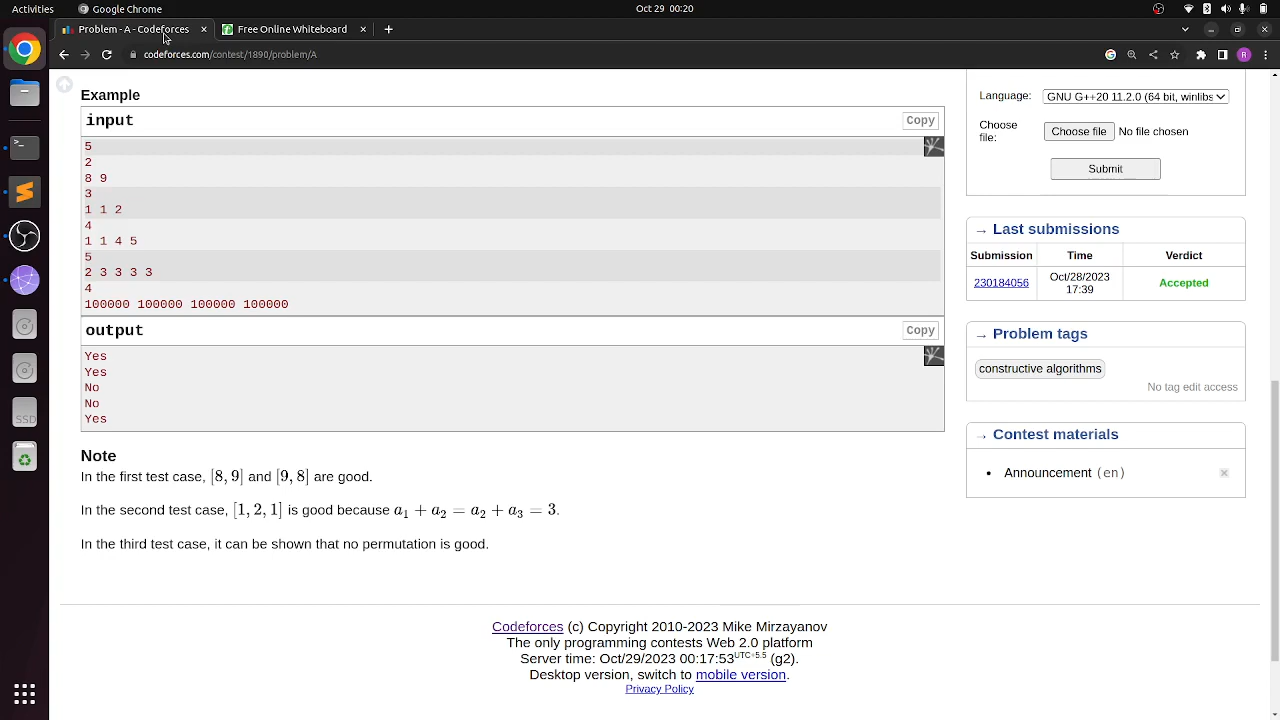 Activities
Google Chrome
Oct 29 00:20
Problem - A - Codeforces
Free Online Whiteboard
codeforces.com/contest/1890/problem/A
R
Example
input
Copy
5
2
8 9
3
1 1 2
4
1 1 4 5
5
2 3 3 3 3
4
100000 100000 100000 100000
output
Copy
Yes
Yes
No
No
Yes
Note
In the first test case, [8, 9] and [9, 8] are good.
In the second test case, [1, 2, 1] is good because a₁ + a₂ = a₂ + a₃ = 3.
In the third test case, it can be shown that no permutation is good.
Language:
GNU G++20 11.2.0 (64 bit, winlibs
Choose file:
Choose file
No file chosen
Submit
→ Last submissions
Submission Time Verdict
230184056 Oct/28/2023 17:39 Accepted
→ Problem tags
constructive algorithms
No tag edit access
→ Contest materials
• Announcement (en)
SSD
Codeforces (c) Copyright 2010-2023 Mike Mirzayanov
The only programming contests Web 2.0 platform
Server time: Oct/29/2023 00:17:53 UTC+5.5 (g2).
Desktop version, switch to mobile version.
Privacy Policy